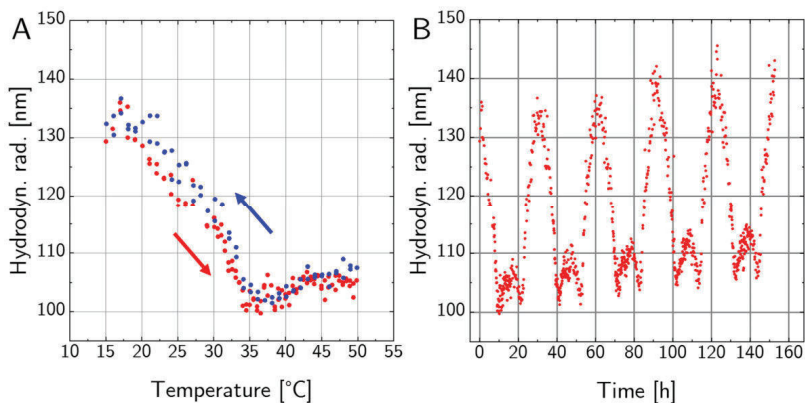 A
Hydrodyn. rad. [nm]
150
140
130
120
110
100
10 15 20 25 30 35 40 45 50 55
Temperature [°C]
B
Hydrodyn. rad. [nm]
150
140
130
120
110
100
0 20 40 60 80 100 120 140 160
Time [h]